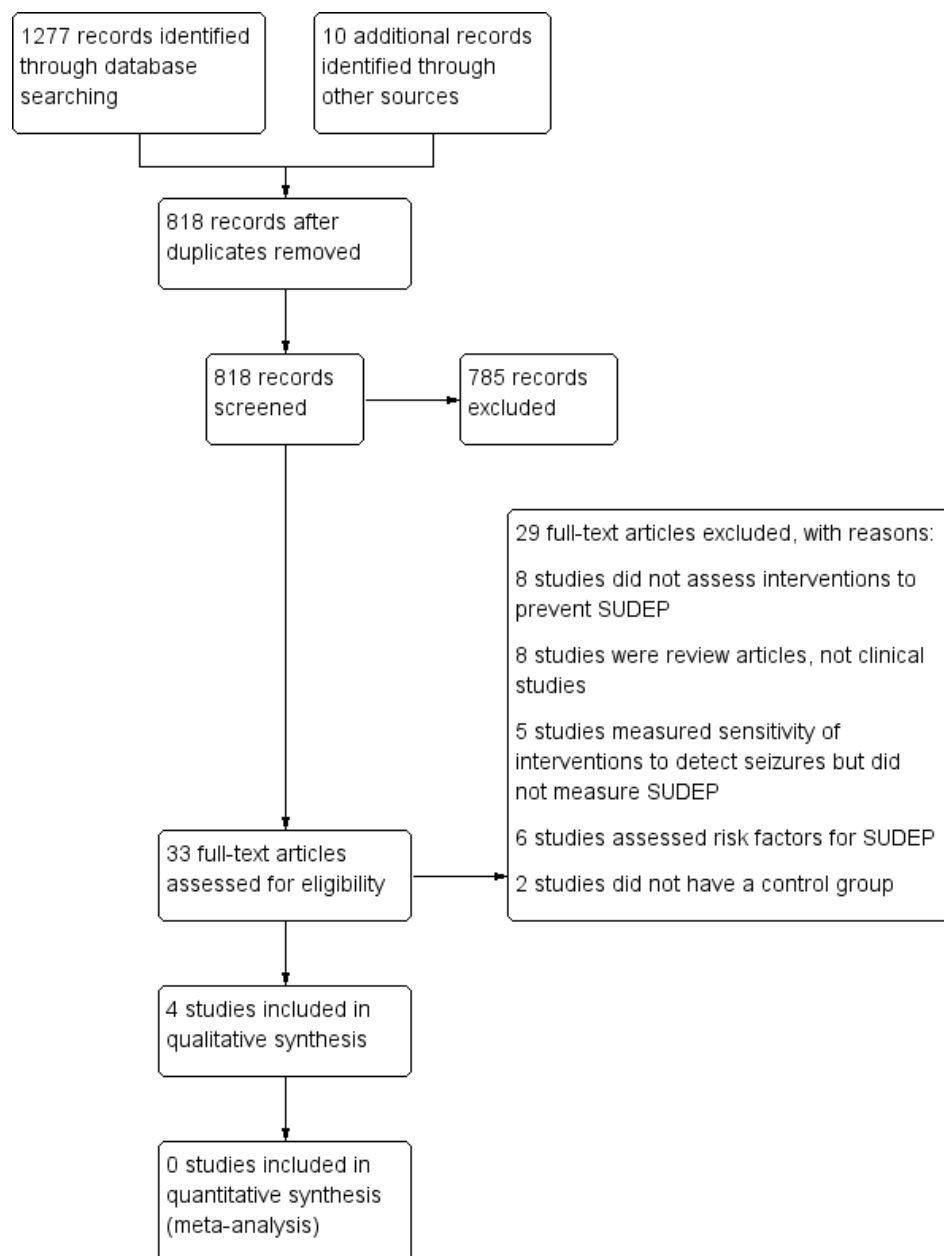 1277 records identified
through database
searching
10 additional records
identified through
other sources
818 records after
duplicates removed
818 records
screened
785 records
excluded
29 full-text articles excluded, with reasons:
8 studies did not assess interventions to
prevent SUDEP
8 studies were review articles, not clinical
studies
5 studies measured sensitivity of
interventions to detect seizures but did
not measure SUDEP
6 studies assessed risk factors for SUDEP
2 studies did not have a control group
33 full-text articles
assessed for eligibility
4 studies included in
qualitative synthesis
0 studies included in
quantitative synthesis
(meta-analysis)